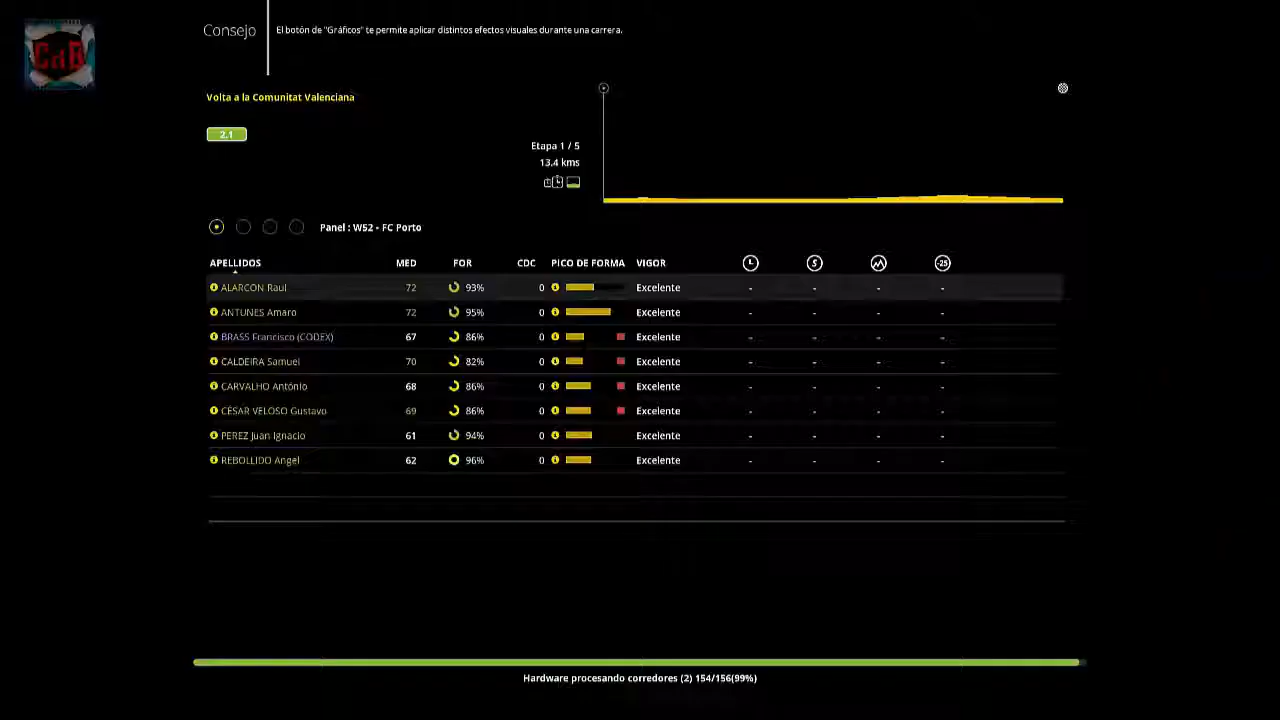 CdB
Consejo
El botón de "Gráficos" te permite aplicar distintos efectos visuales durante una carrera.
Volta a la Comunitat Valenciana
2.1
Etapa 1 / 5
13.4 kms
Panel : W52 - FC Porto
APELLIDOS MED FOR CDC PICO DE FORMA VIGOR S -25
ALARCON Raul 72 93% 0 Excelente - - - -
ANTUNES Amaro 72 95% 0 Excelente - - - -
BRASS Francisco (CODEX) 67 86% 0 Excelente - - - -
CALDEIRA Samuel 70 82% 0 Excelente - - - -
CARVALHO António 68 86% 0 Excelente - - - -
CÉSAR VELOSO Gustavo 69 86% 0 Excelente - - - -
PEREZ Juan Ignacio 61 94% 0 Excelente - - - -
REBOLLIDO Angel 62 96% 0 Excelente - - - -
Hardware procesando corredores (2) 154/156(99%)